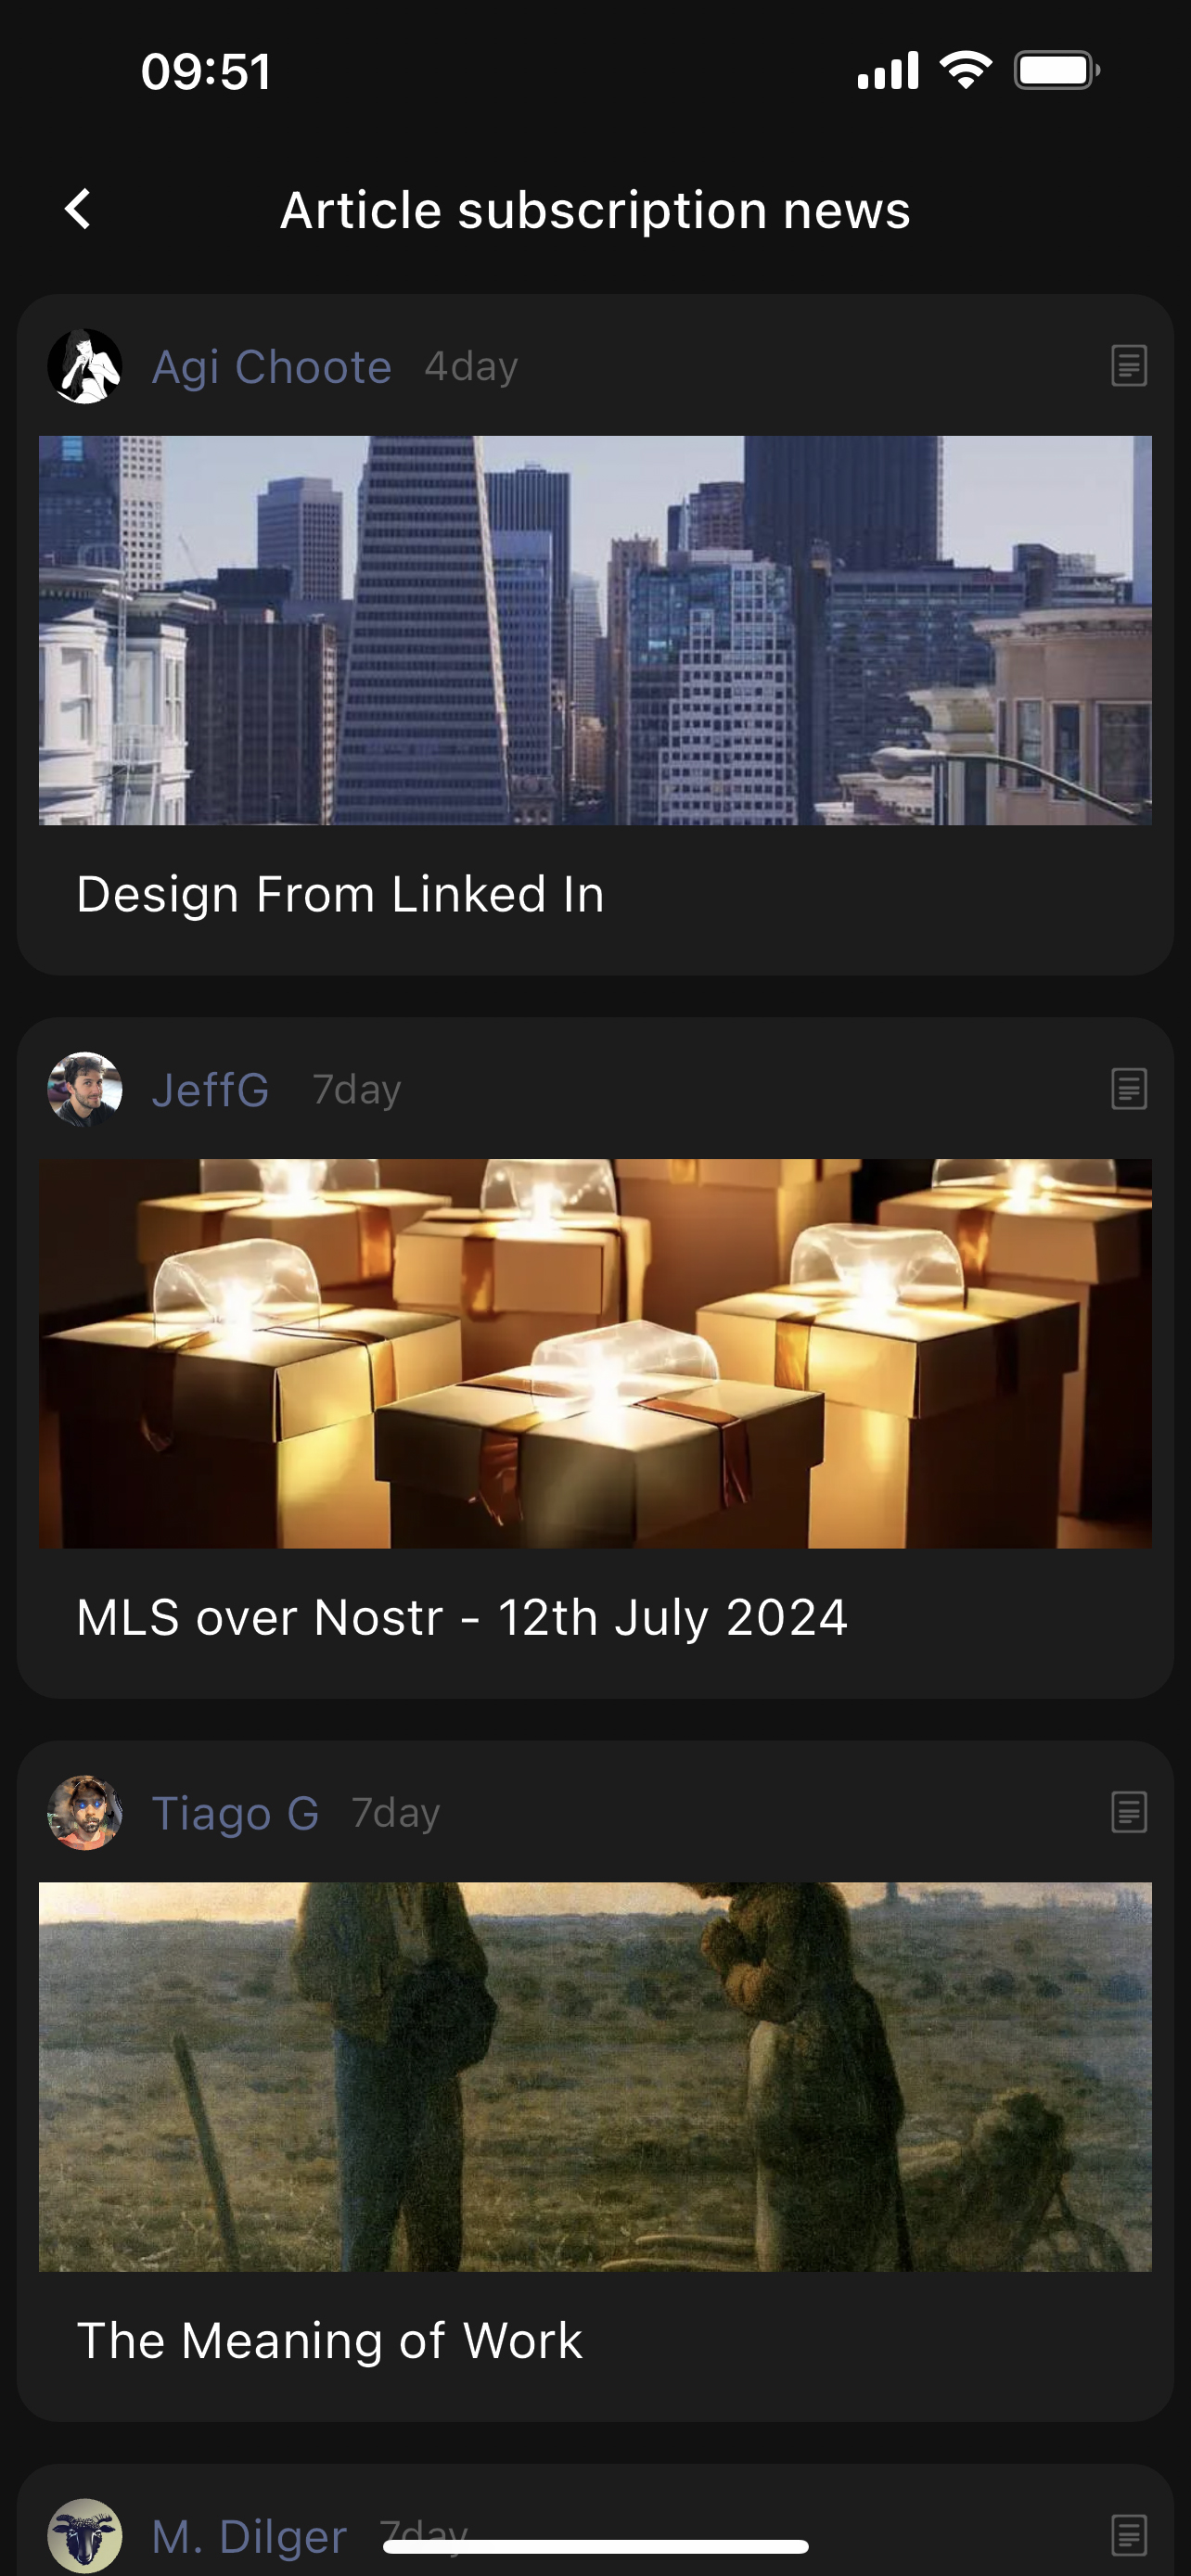 09:51
Article subscription news
Agi Choote 4day
Design From Linked In
JeffG 7day
MLS over Nostr - 12th July 2024
Tiago G 7day
The Meaning of Work
M. Dilger 7day